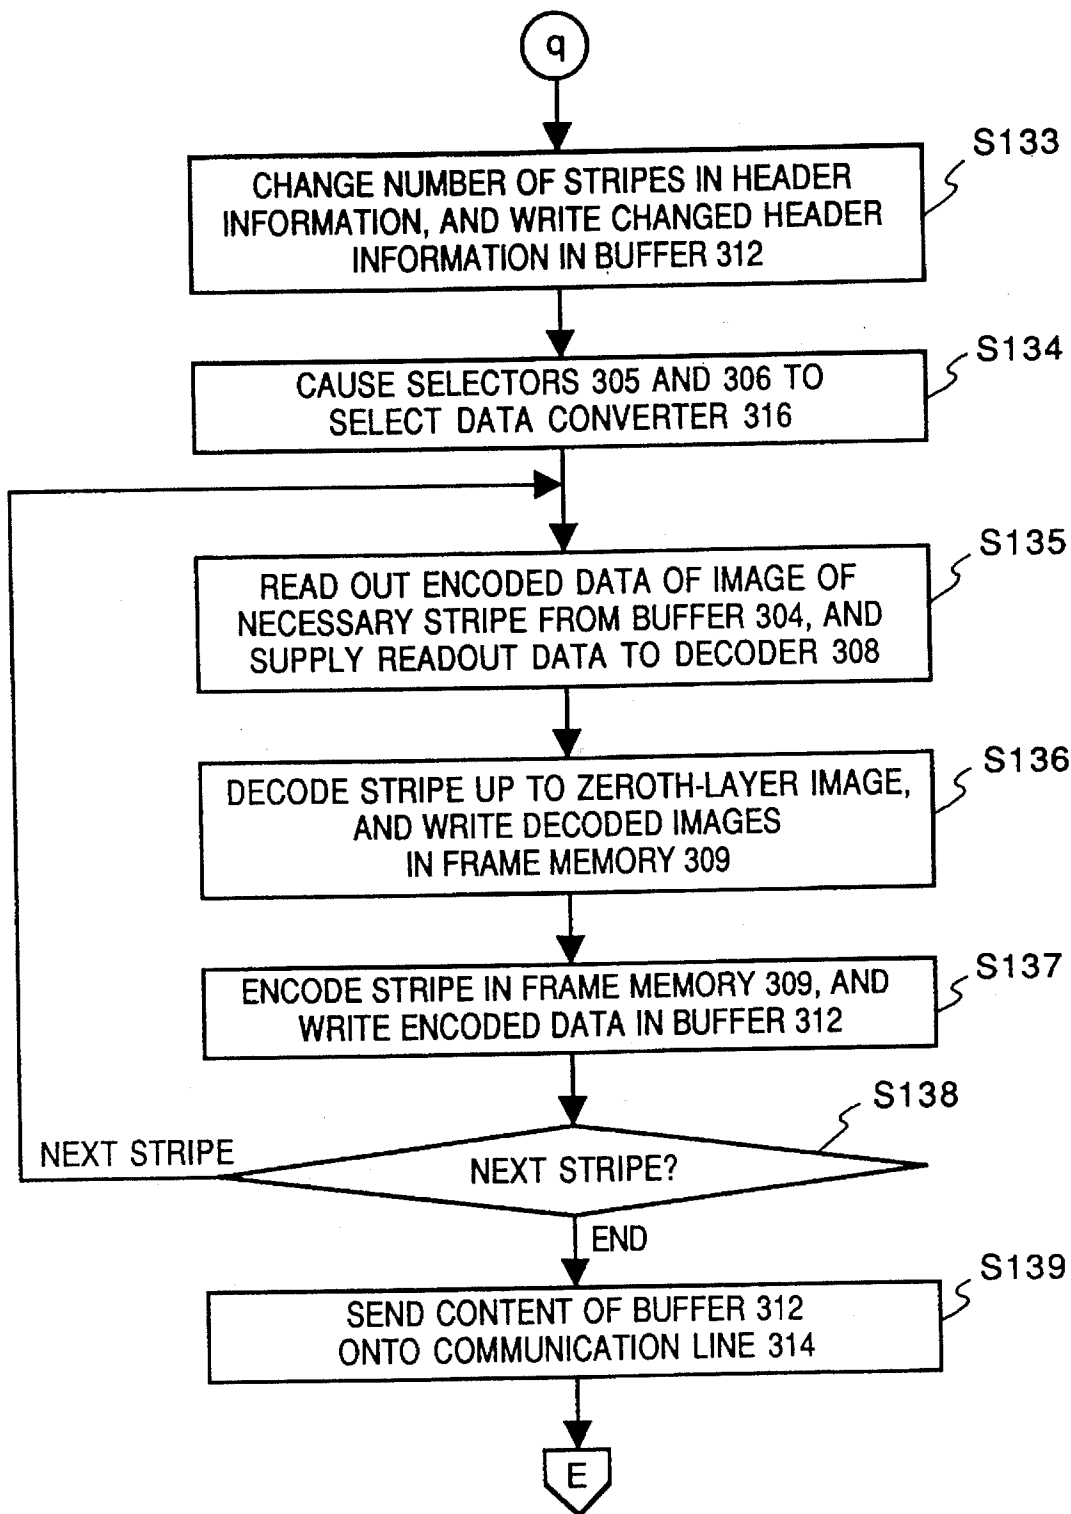 q
S133
CHANGE NUMBER OF STRIPES IN HEADER
INFORMATION, AND WRITE CHANGED HEADER
INFORMATION IN BUFFER 312
S134
CAUSE SELECTORS 305 AND 306 TO
SELECT DATA CONVERTER 316
S135
READ OUT ENCODED DATA OF IMAGE OF
NECESSARY STRIPE FROM BUFFER 304, AND
SUPPLY READOUT DATA TO DECODER 308
S136
DECODE STRIPE UP TO ZEROTH-LAYER IMAGE,
AND WRITE DECODED IMAGES
IN FRAME MEMORY 309
S137
ENCODE STRIPE IN FRAME MEMORY 309, AND
WRITE ENCODED DATA IN BUFFER 312
S138
NEXT STRIPE
NEXT STRIPE?
END
S139
SEND CONTENT OF BUFFER 312
ONTO COMMUNICATION LINE 314
E